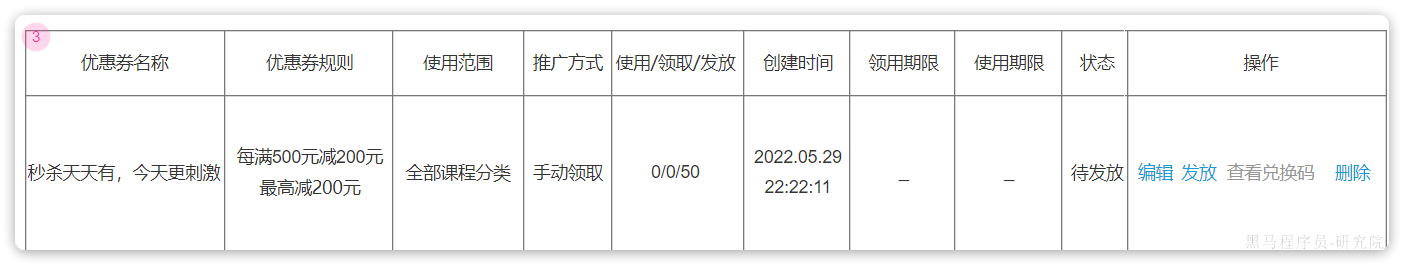 3
优惠券名称 优惠券规则 使用范围 推广方式 使用/领取/发放 创建时间 领用期限 使用期限 状态 操作
每满500元减200元 2022.05.29
秒杀天天有，今天更刺激 全部课程分类 手动领取 0/0/50 _ _ 待发放 编辑 发放 查看兑换码 删除
最高减200元 22:22:11
黑马程序员-研究院